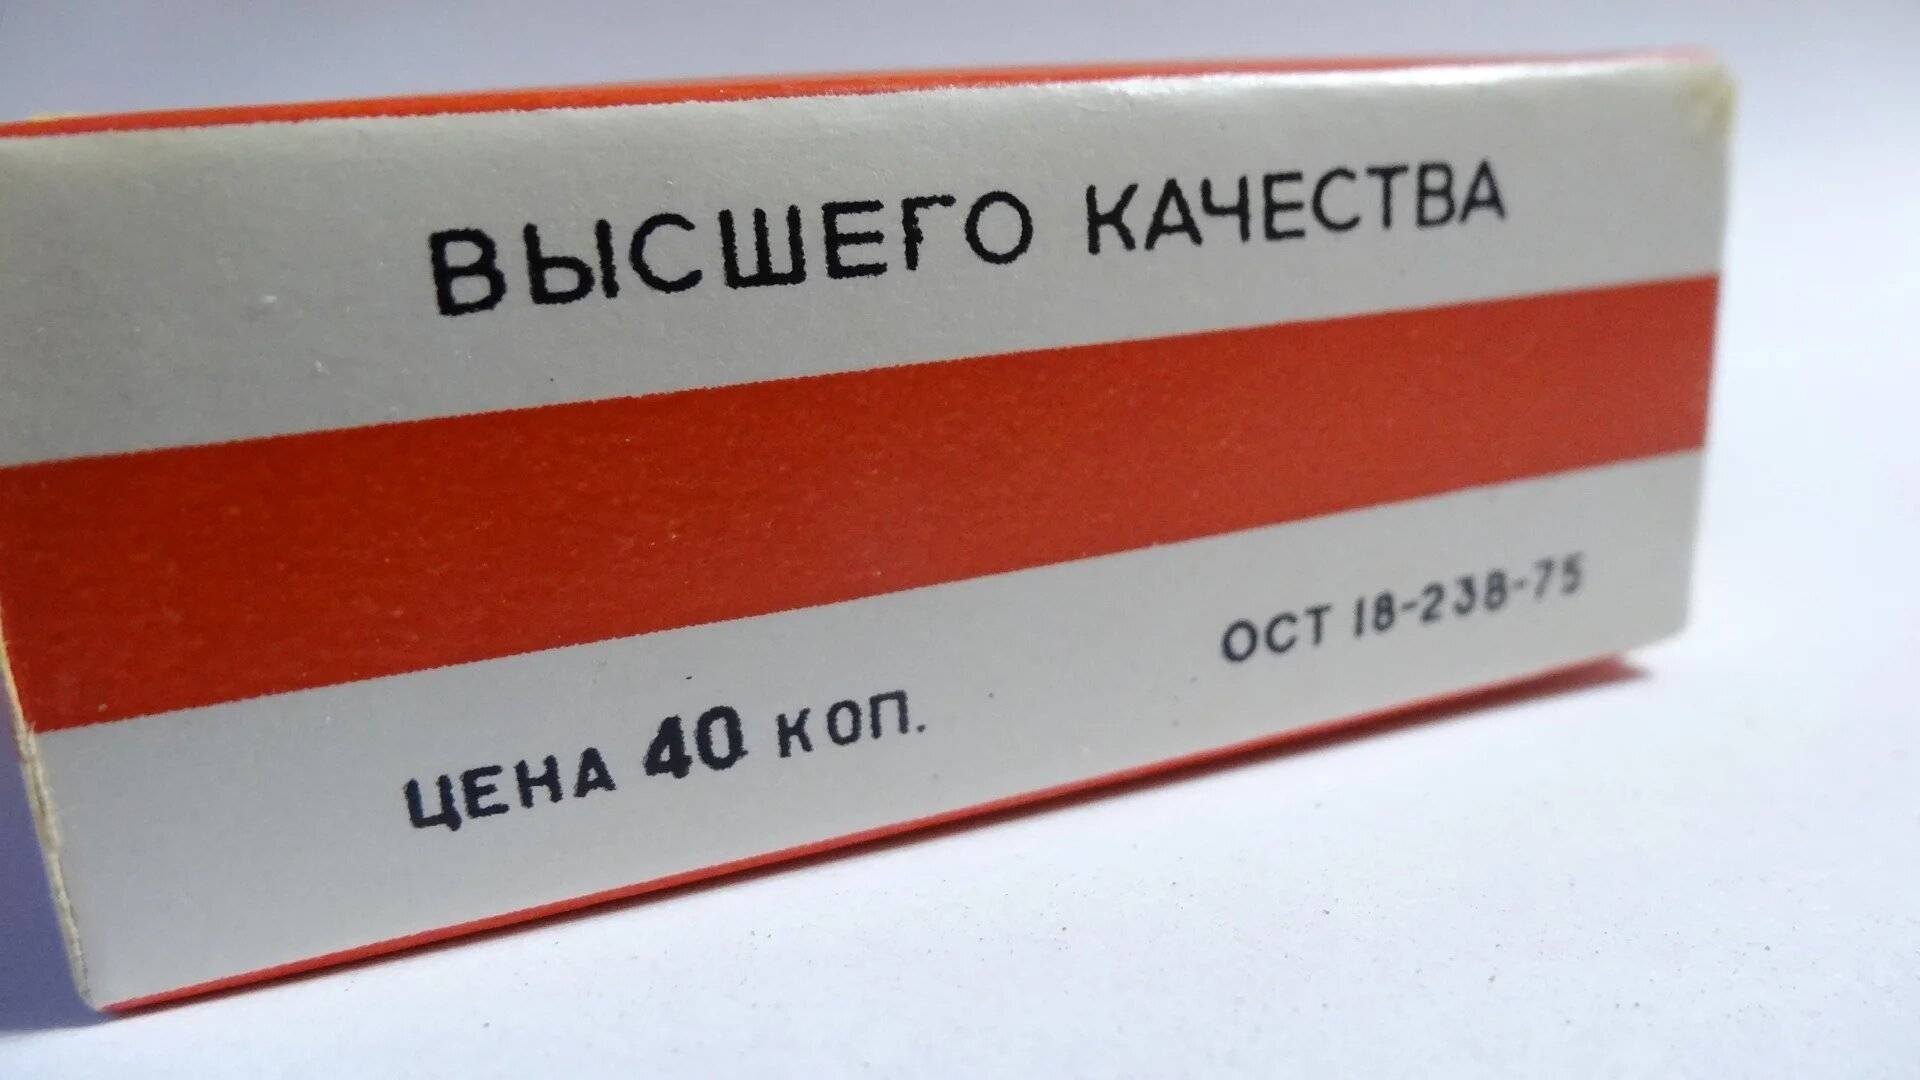 ВЫСШЕГО КАЧЕСТВА
ЦЕНА 40 КОП. ОСТ 18-238-75